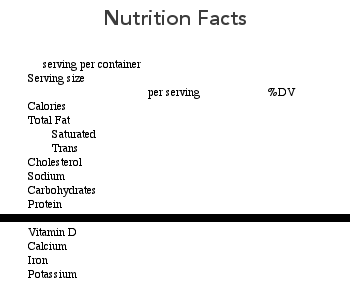 Nutrition Facts
serving per container
Serving size
per serving %DV
Calories
Total Fat
Saturated
Trans
Cholesterol
Sodium
Carbohydrates
Protein
Vitamin D
Calcium
Iron
Potassium